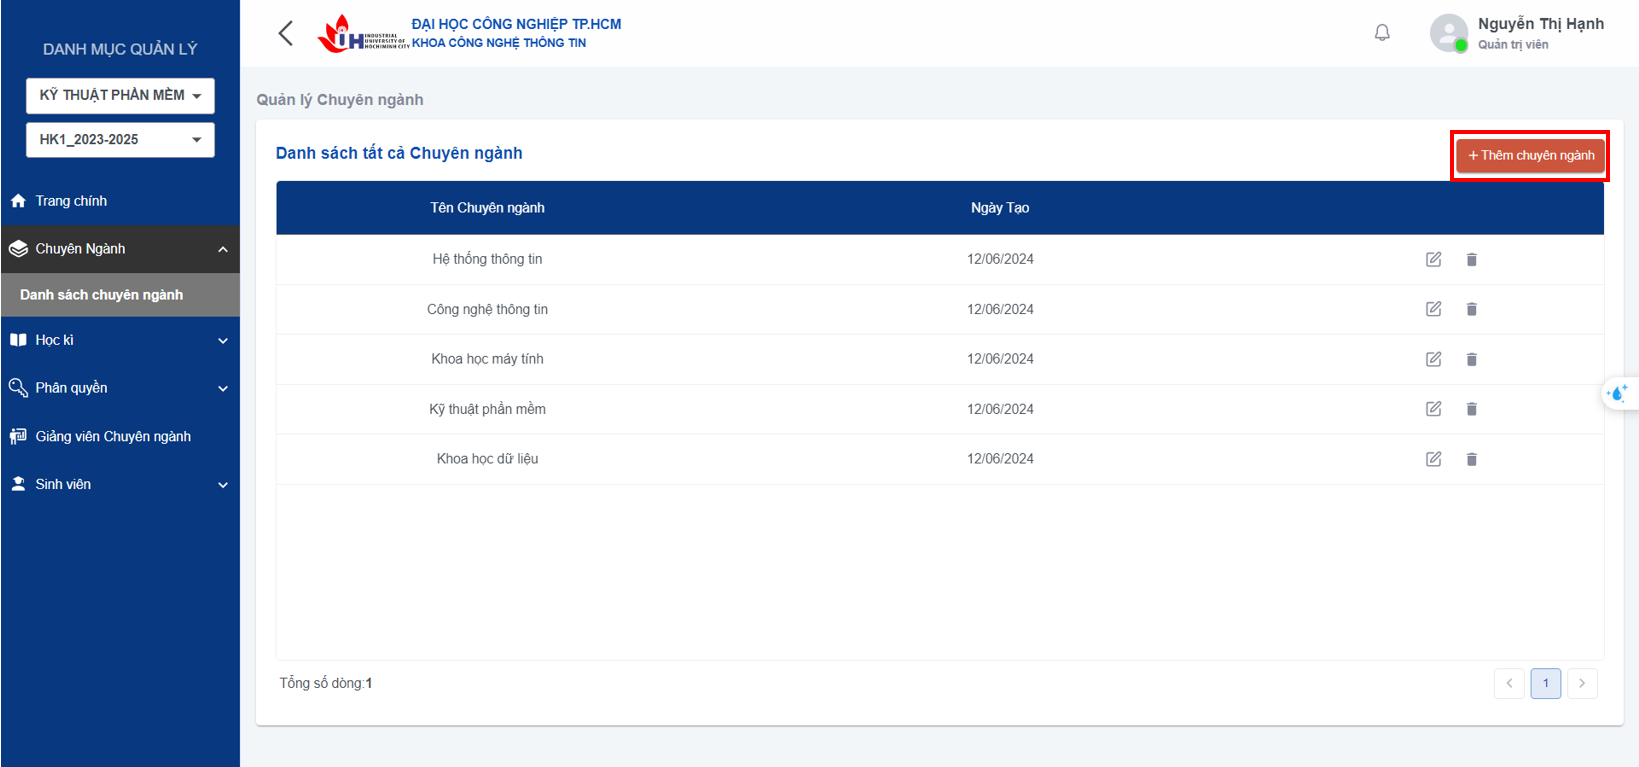 DANH MỤC QUẢN LÝ
KỸ THUẬT PHẦN MỀM
HK1_2023-2025
Trang chính
Chuyên Ngành
Danh sách chuyên ngành
Học kì
Phân quyền
Giảng viên Chuyên ngành
Sinh viên
IUH INDUSTRIAL
UNIVERSITY OF
HOCHIMINH CITY
ĐẠI HỌC CÔNG NGHIỆP TP.HCM
KHOA CÔNG NGHỆ THÔNG TIN
Nguyễn Thị Hạnh
Quản trị viên
Quản lý Chuyên ngành
Danh sách tất cả Chuyên ngành
+ Thêm chuyên ngành
Tên Chuyên ngành Ngày Tạo
Hệ thống thông tin 12/06/2024
Công nghệ thông tin 12/06/2024
Khoa học máy tính 12/06/2024
Kỹ thuật phần mềm 12/06/2024
Khoa học dữ liệu 12/06/2024
Tổng số dòng:1
1